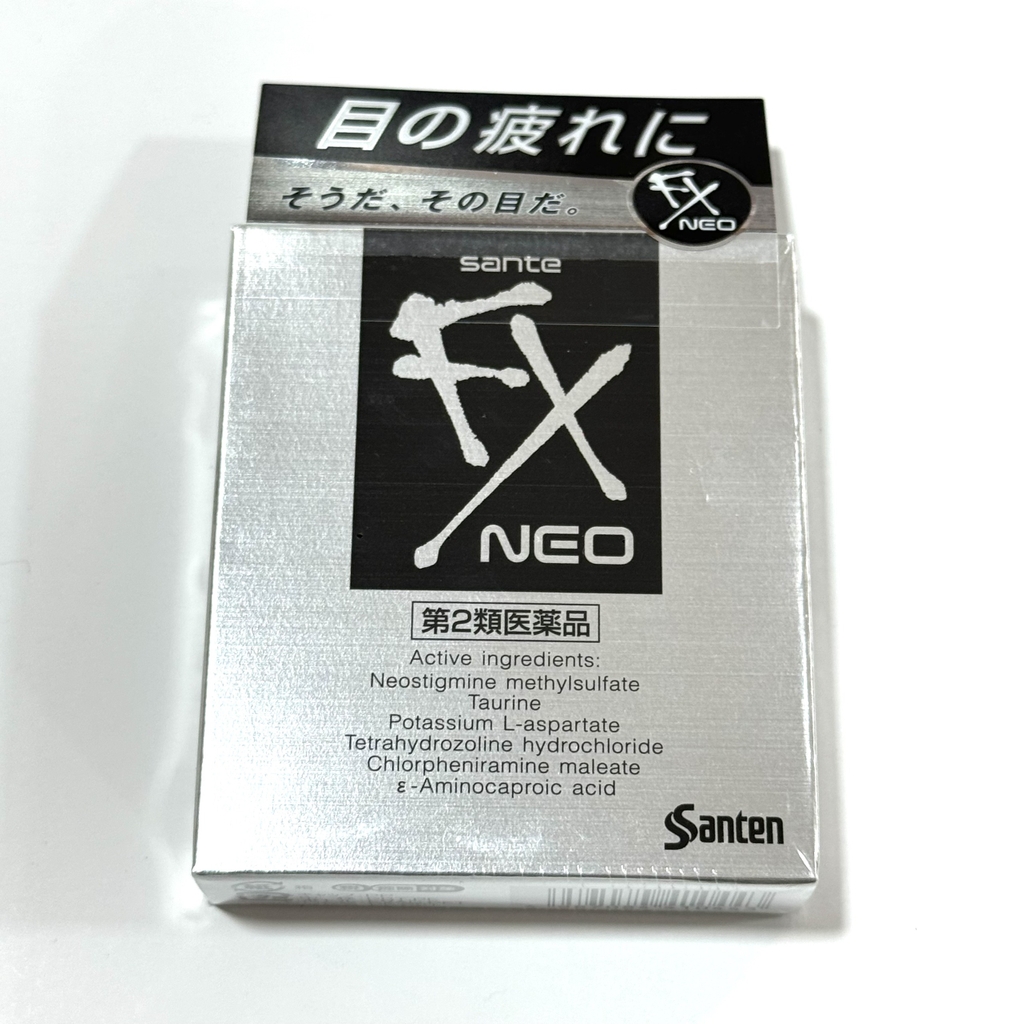 目の疲れに
そうだ、その目だ。
FX
NEO
sante
FX
NEO
第2類医薬品
Active ingredients:
Neostigmine methylsulfate
Taurine
Potassium L-aspartate
Tetrahydrozoline hydrochloride
Chlorpheniramine maleate
ε-Aminocaproic acid
Santen